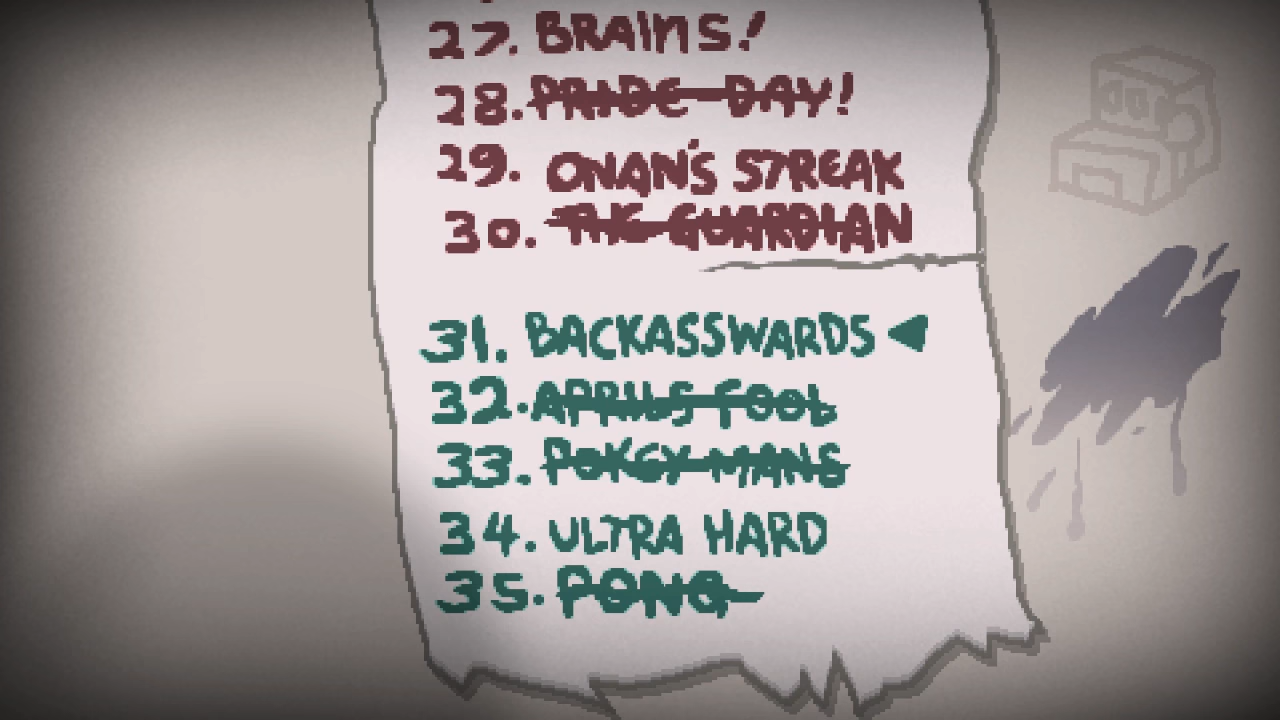 27. BRAINS!
28. PRIDE DAY!
29. ONAN'S STREAK
30. THE GUARDIAN
31. BACKASSWARDS
32. APRILS FOOL
33. POKEY MANS
34. ULTRA HARD
35. PONG